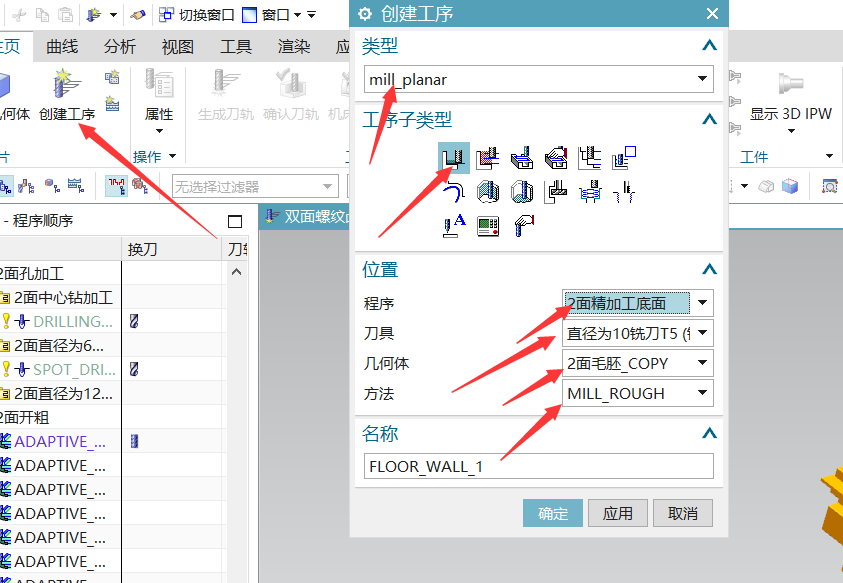 切换窗口 窗口
主页 曲线 分析 视图 工具 渲染 应
几何体 创建工序 属性 生成刀轨 确认刀轨 机床 显示 3D IPW
片 操作 工 工件
无选择过滤器
- 程序顺序
双面螺纹
换刀 刀轨
2面孔加工
2面中心钻加工
DRILLING...
2面直径为6...
SPOT_DRI...
2面直径为12...
2面开粗
ADAPTIVE_...
ADAPTIVE_...
ADAPTIVE_...
ADAPTIVE_...
ADAPTIVE_...
ADAPTIVE_...
ADAPTIVE_...
创建工序
类型
mill_planar
工序子类型
位置
程序 2面精加工底面
刀具 直径为10铣刀T5 (铣
几何体 2面毛胚_COPY
方法 MILL_ROUGH
名称
FLOOR_WALL_1
确定 应用 取消